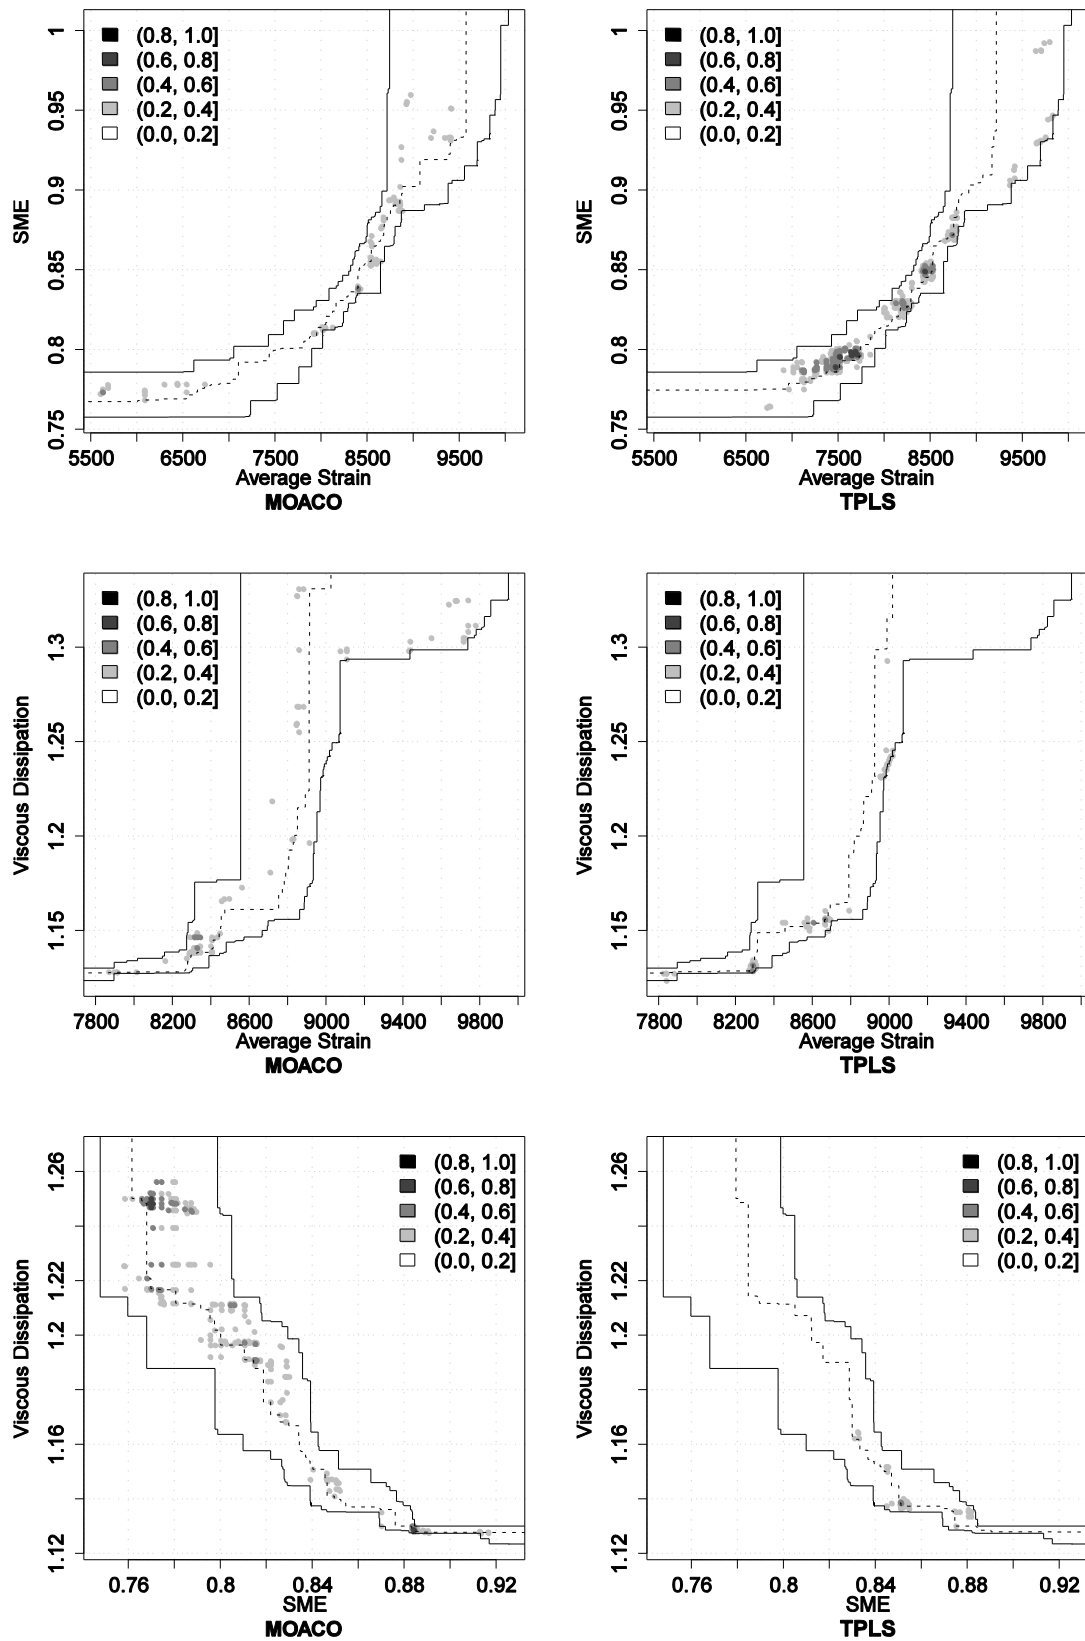 1
0.95
0.9
0.85
0.8
0.75
SME
(0.8, 1.0]
(0.6, 0.8]
(0.4, 0.6]
(0.2, 0.4]
(0.0, 0.2]
5500 6500 7500 8500 9500
Average Strain
MOACO
1
0.95
0.9
0.85
0.8
0.75
SME
(0.8, 1.0]
(0.6, 0.8]
(0.4, 0.6]
(0.2, 0.4]
(0.0, 0.2]
5500 6500 7500 8500 9500
Average Strain
TPLS
1.3
1.25
1.2
1.15
Viscous Dissipation
(0.8, 1.0]
(0.6, 0.8]
(0.4, 0.6]
(0.2, 0.4]
(0.0, 0.2]
7800 8200 8600 9000 9400 9800
Average Strain
MOACO
1.3
1.25
1.2
1.15
Viscous Dissipation
(0.8, 1.0]
(0.6, 0.8]
(0.4, 0.6]
(0.2, 0.4]
(0.0, 0.2]
7800 8200 8600 9000 9400 9800
Average Strain
TPLS
1.26
1.22
1.2
1.16
1.12
Viscous Dissipation
(0.8, 1.0]
(0.6, 0.8]
(0.4, 0.6]
(0.2, 0.4]
(0.0, 0.2]
0.76 0.8 0.84 0.88 0.92
SME
MOACO
1.26
1.22
1.2
1.16
1.12
Viscous Dissipation
(0.8, 1.0]
(0.6, 0.8]
(0.4, 0.6]
(0.2, 0.4]
(0.0, 0.2]
0.76 0.8 0.84 0.88 0.92
SME
TPLS